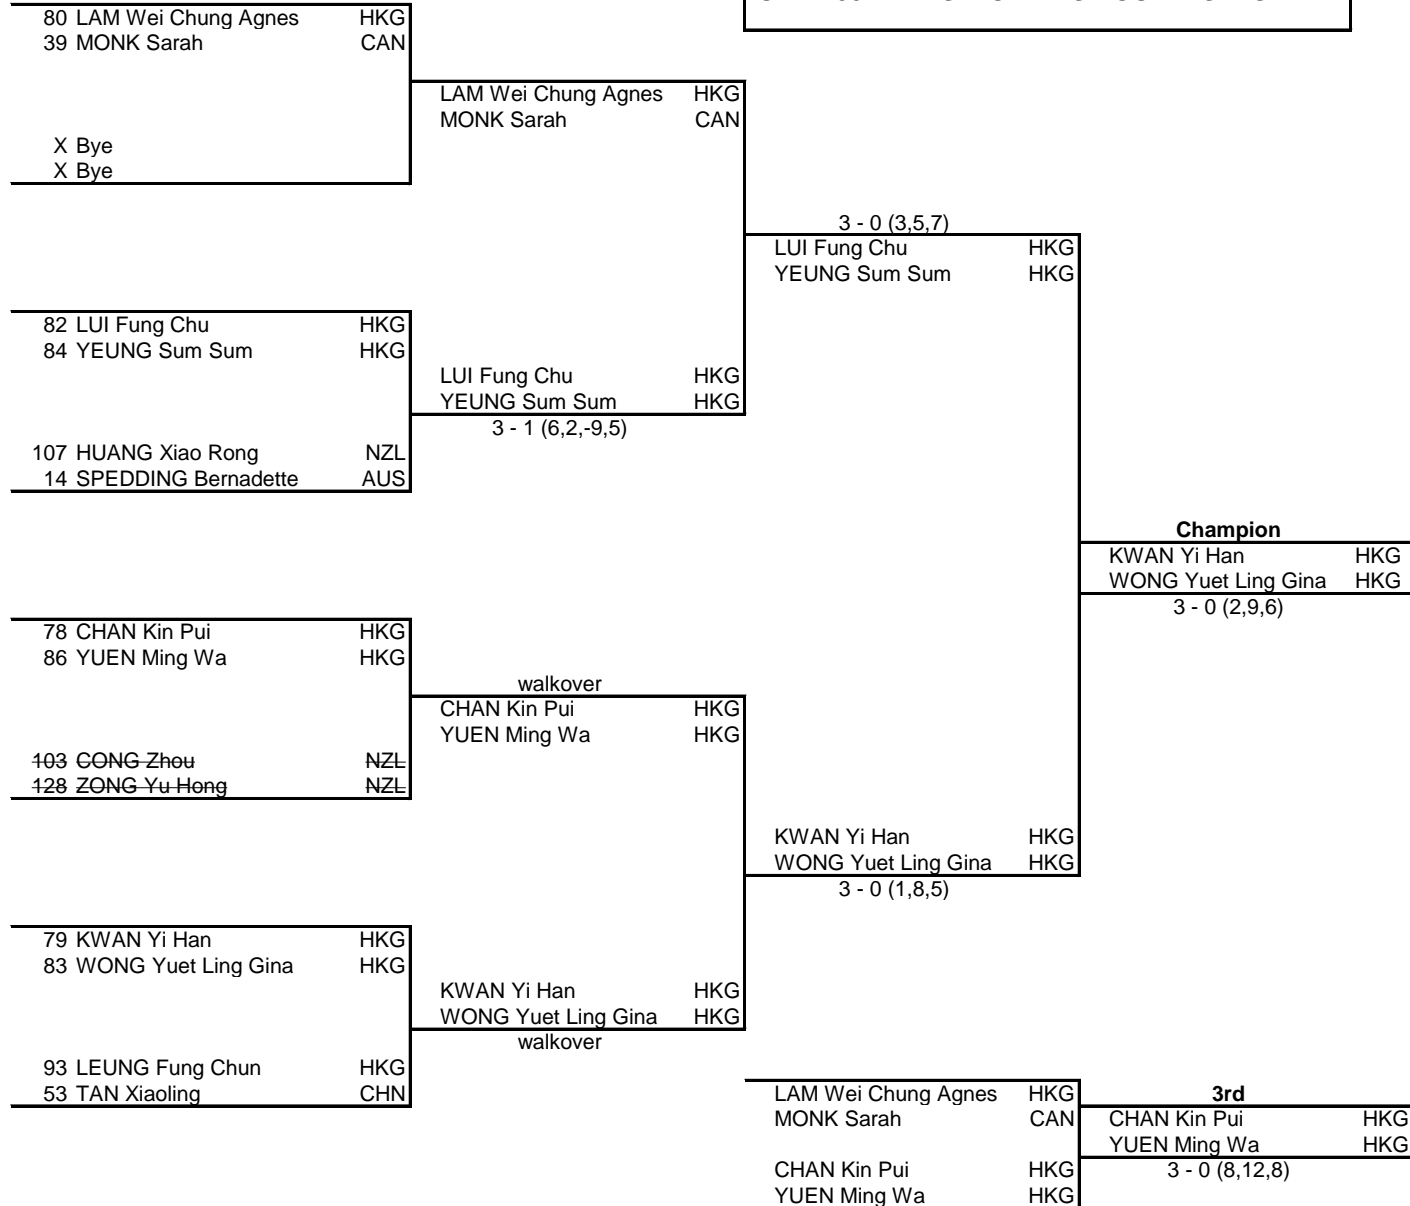 80 LAM Wei Chung Agnes HKG
39 MONK Sarah CAN
X Bye
X Bye
82 LUI Fung Chu HKG
84 YEUNG Sum Sum HKG
107 HUANG Xiao Rong NZL
14 SPEDDING Bernadette AUS
78 CHAN Kin Pui HKG
86 YUEN Ming Wa HKG
103 CONG Zhou NZL
128 ZONG Yu Hong NZL
79 KWAN Yi Han HKG
83 WONG Yuet Ling Gina HKG
93 LEUNG Fung Chun HKG
53 TAN Xiaoling CHN
LAM Wei Chung Agnes HKG
MONK Sarah CAN
LUI Fung Chu HKG
YEUNG Sum Sum HKG
3 - 1 (6,2,-9,5)
walkover
CHAN Kin Pui HKG
YUEN Ming Wa HKG
KWAN Yi Han HKG
WONG Yuet Ling Gina HKG
walkover
3 - 0 (3,5,7)
LUI Fung Chu HKG
YEUNG Sum Sum HKG
KWAN Yi Han HKG
WONG Yuet Ling Gina HKG
3 - 0 (1,8,5)
Champion
KWAN Yi Han HKG
WONG Yuet Ling Gina HKG
3 - 0 (2,9,6)
LAM Wei Chung Agnes HKG
MONK Sarah CAN
CHAN Kin Pui HKG
YUEN Ming Wa HKG
3rd
CHAN Kin Pui HKG
YUEN Ming Wa HKG
3 - 0 (8,12,8)